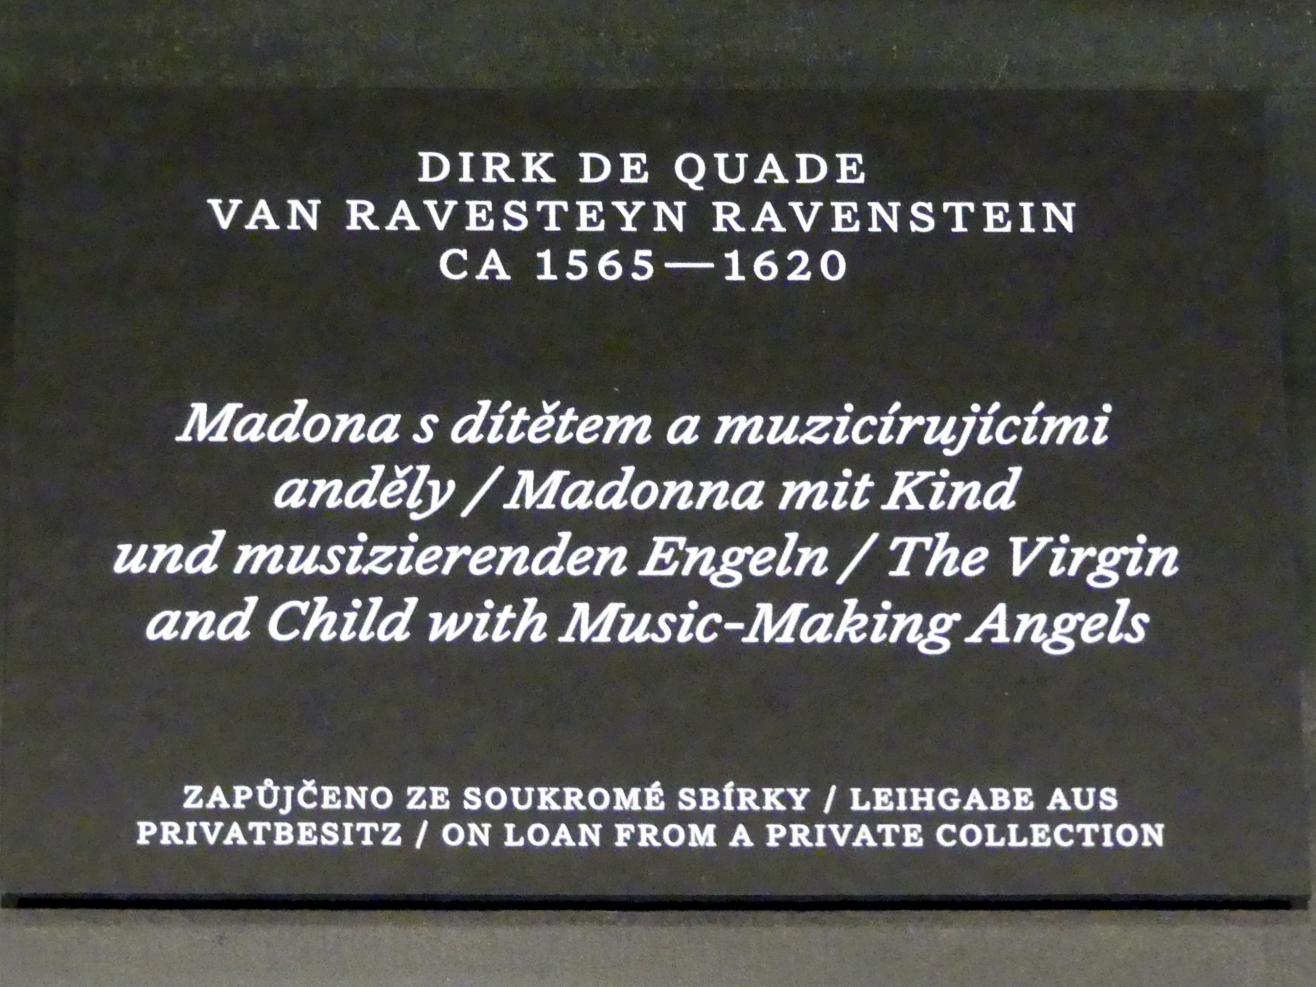 DIRK DE QUADE
VAN RAVESTEYN RAVENSTEIN
CA 1565—1620
Madona s dítětem a muzicírujícími
anděly / Madonna mit Kind
und musizierenden Engeln / The Virgin
and Child with Music-Making Angels
ZAPŮJČENO ZE SOUKROMÉ SBÍRKY / LEIHGABE AUS
PRIVATBESITZ / ON LOAN FROM A PRIVATE COLLECTION